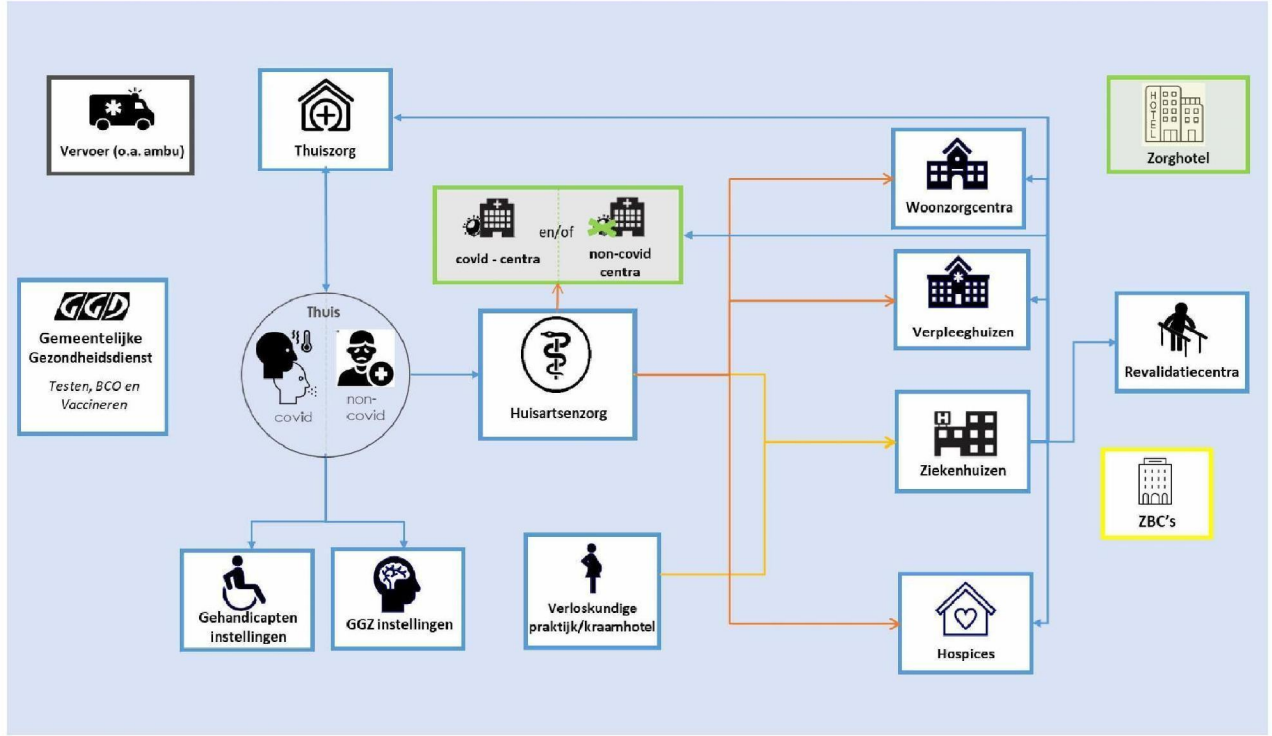 Vervoer (o.a. ambu)
Thuiszorg
HOTEL
Zorghotel
Woonzorgcentra
covid - centra
en/of
non-covid
centra
GGD
Gemeentelijke
Gezondheidsdienst
Testen, BCO en
Vaccineren
Thuis
covid
non-
covid
Huisartsenzorg
Verpleeghuizen
Revalidatiecentra
H
Ziekenhuizen
ZBC's
Gehandicapten
instellingen
GGZ instellingen
Verloskundige
praktijk/kraamhotel
Hospices